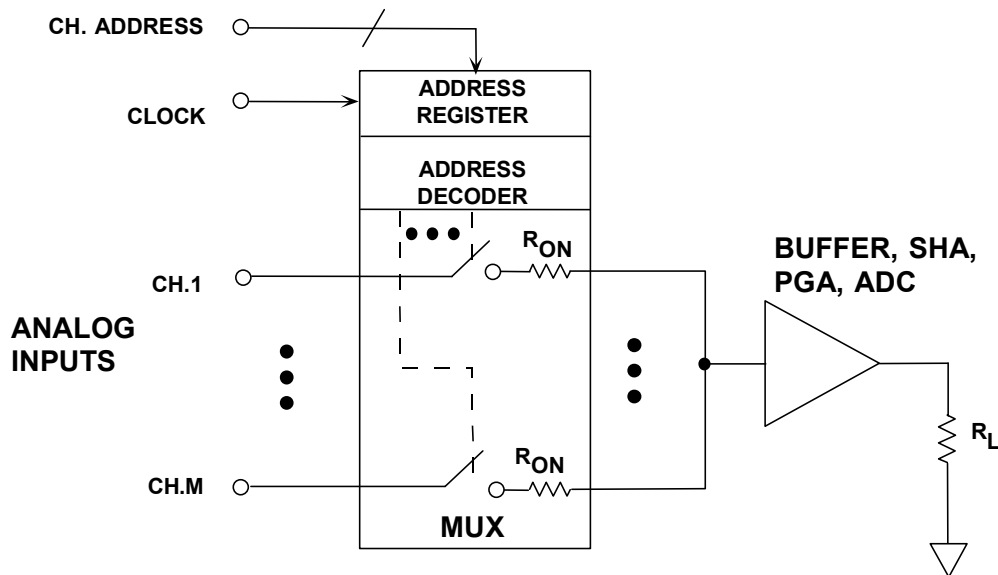 CH. ADDRESS
CLOCK
ADDRESS
REGISTER
ADDRESS
DECODER
RON
CH.1
BUFFER, SHA,
PGA, ADC
ANALOG
INPUTS
RL
CH.M
RON
MUX